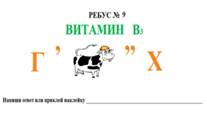 РЕБУС № 9
ВИТАМИН В3
Г ’ ” Х
Напиши ответ или приклей наклейку